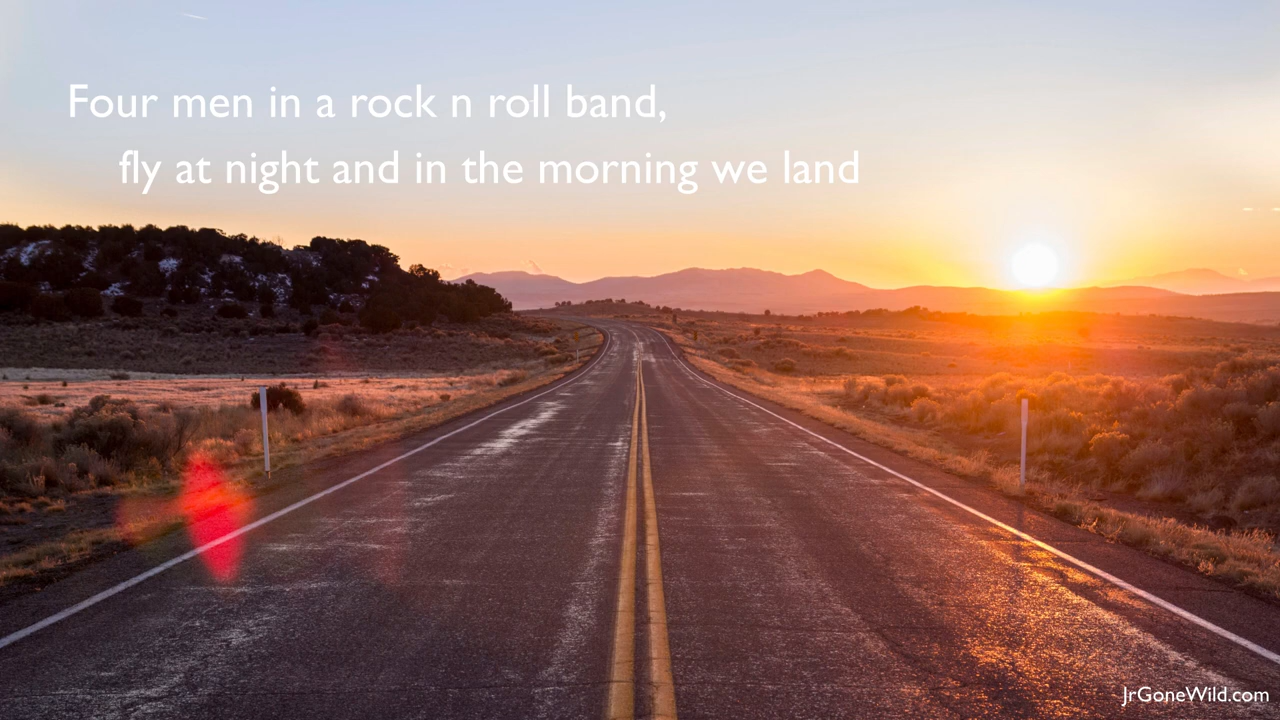 Four men in a rock n roll band,
fly at night and in the morning we land
JrGoneWild.com